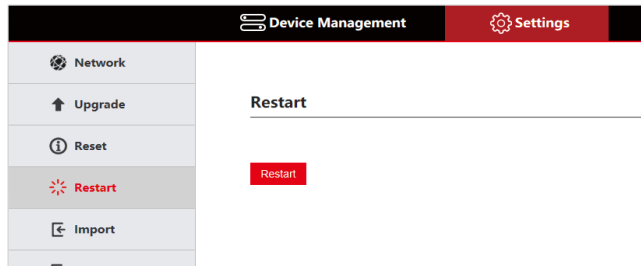 Device Management
Settings
Network
Upgrade
Reset
Restart
Import
Restart
Restart